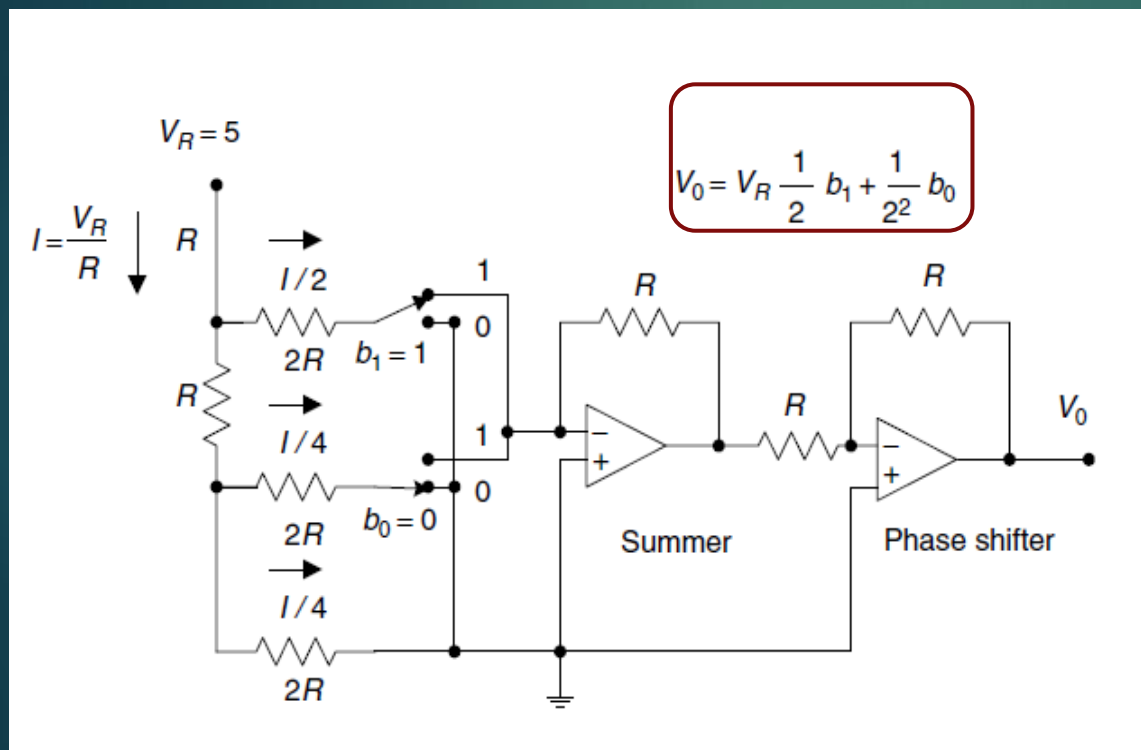 V_R = 5
V_0 = V_R 1/2 b_1 + 1/2^2 b_0
I = V_R/R
R
I/2
1
0
2R
b_1 = 1
R
R
R
I/4
1
0
R
V_0
2R
b_0 = 0
−
+
−
+
Summer
Phase shifter
I/4
2R